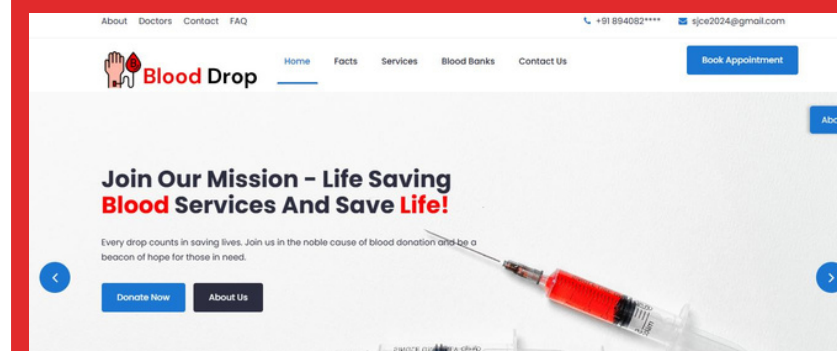 About Doctors Contact FAQ +91 894082**** sjce2024@gmail.com
Blood Drop Home Facts Services Blood Banks Contact Us Book Appointment
Join Our Mission – Life Saving
Blood Services And Save Life!
Every drop counts in saving lives. Join us in the noble cause of blood donation and be a
beacon of hope for those in need.
Donate Now About Us